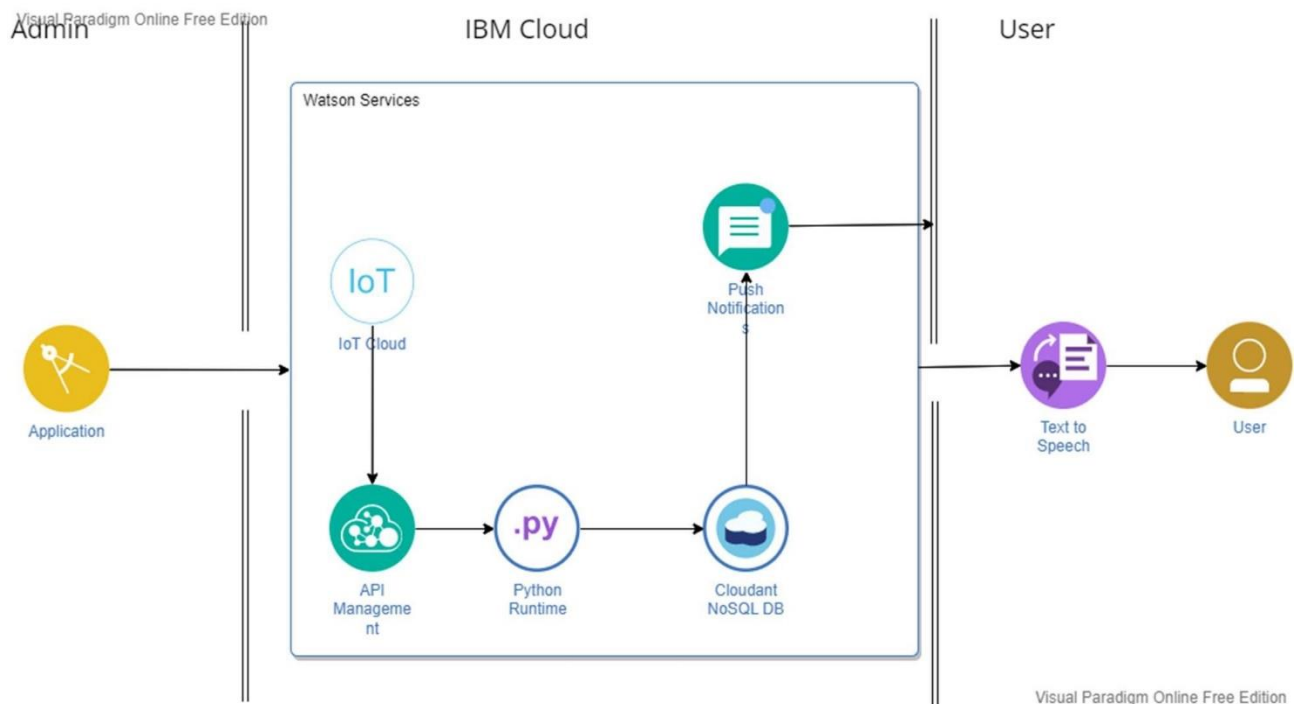 Visual Paradigm Online Free Edition
Admin
IBM Cloud
User
Watson Services
IoT
IoT Cloud
Push
Notification
s
Application
Text to
Speech
User
.py
API
Manageme
nt
Python
Runtime
Cloudant
NoSQL DB
Visual Paradigm Online Free Edition